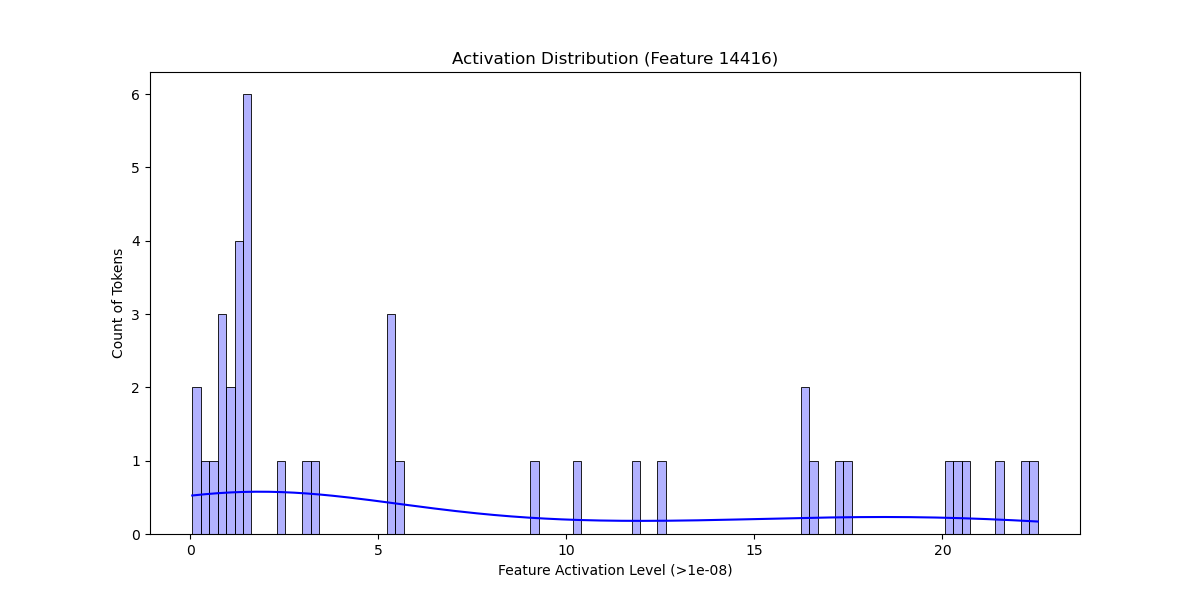 Activation Distribution (Feature 14416)
6
5
4
3
2
1
0
Count of Tokens
0 5 10 15 20
Feature Activation Level (>1e-08)